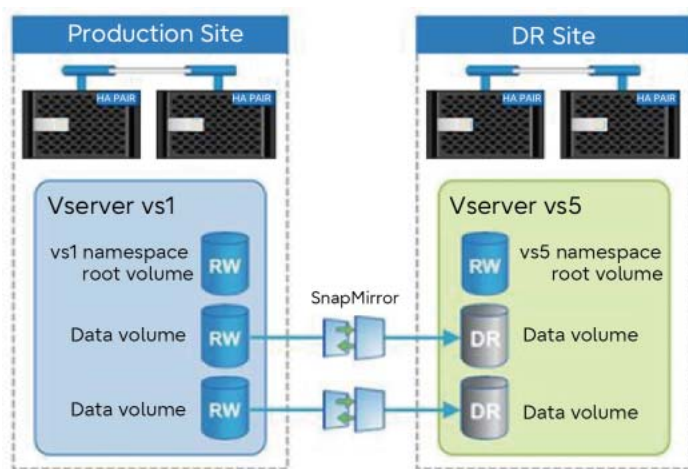 Production Site
DR Site
HA PAIR
HA PAIR
HA PAIR
HA PAIR
Vserver vs1
Vserver vs5
vs1 namespace
root volume
RW
RW
vs5 namespace
root volume
SnapMirror
Data volume
RW
DR
Data volume
Data volume
RW
DR
Data volume